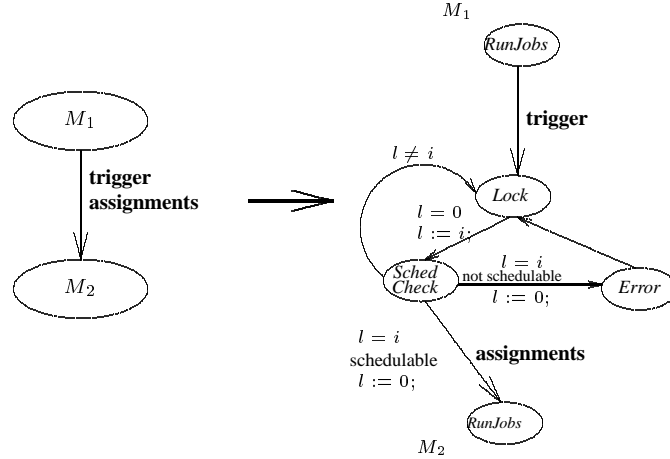 M₁
trigger
assignments
M₂
M₁
RunJobs
trigger
l ≠ i
Lock
l = 0
l := i;
Sched
Check
l = i
not schedulable
l := 0;
Error
l = i
schedulable
l := 0;
assignments
RunJobs
M₂